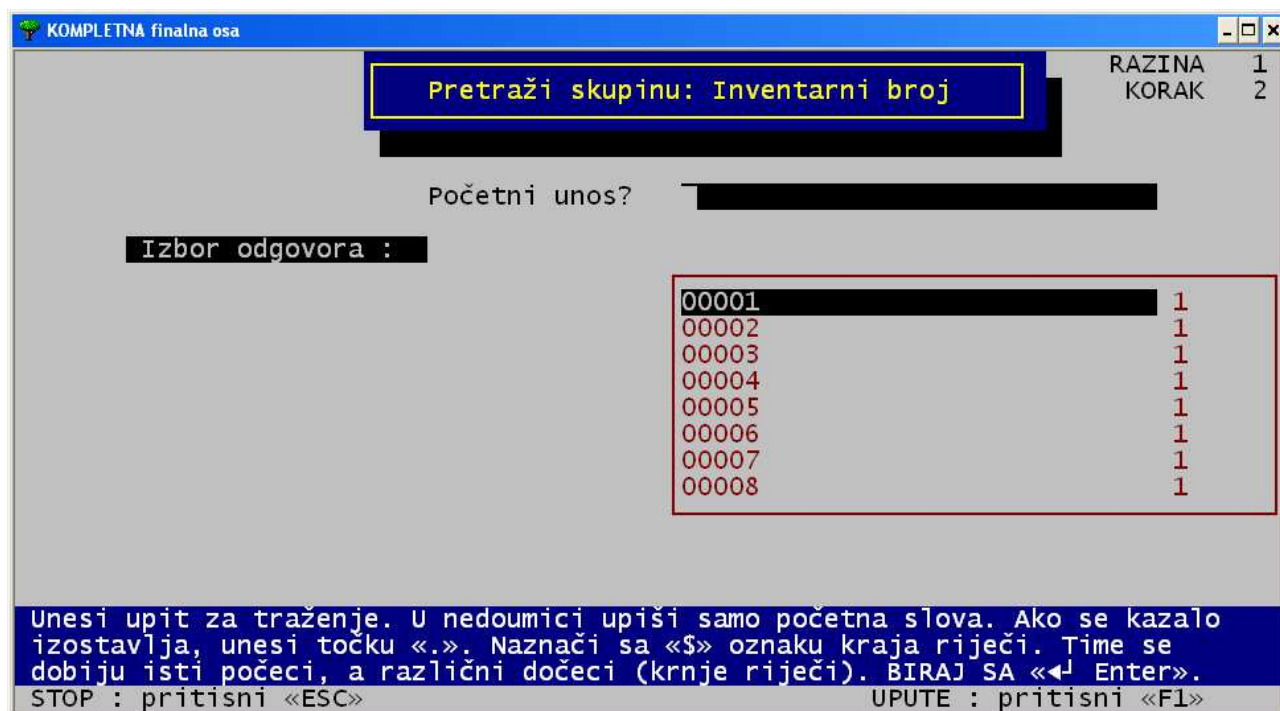 KOMPLETNA finalna osa
RAZINA 1
Pretraži skupinu: Inventarni broj
KORAK 2
Početni unos?
Izbor odgovora :
00001 1
00002 1
00003 1
00004 1
00005 1
00006 1
00007 1
00008 1
Unesi upit za traženje. U nedoumici upiši samo početna slova. Ako se kazalo
izostavlja, unesi točku «.». Naznači sa «$» oznaku kraja riječi. Time se
dobiju isti počeci, a različni dočeci (krnje riječi). BIRAJ SA «◄┘ Enter».
STOP : pritisni «ESC» UPUTE : pritisni «F1»